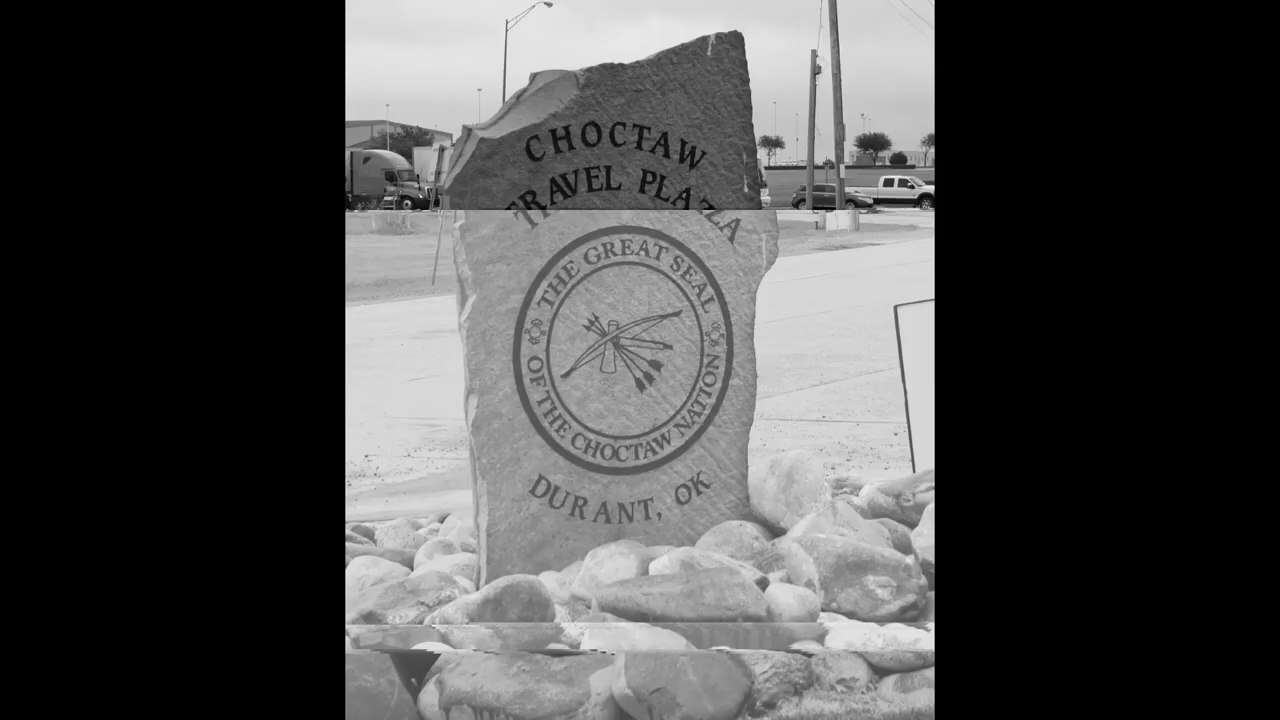 CHOCTAW
TRAVEL PLAZA
THE GREAT SEAL
OF THE CHOCTAW NATION
DURANT, OK